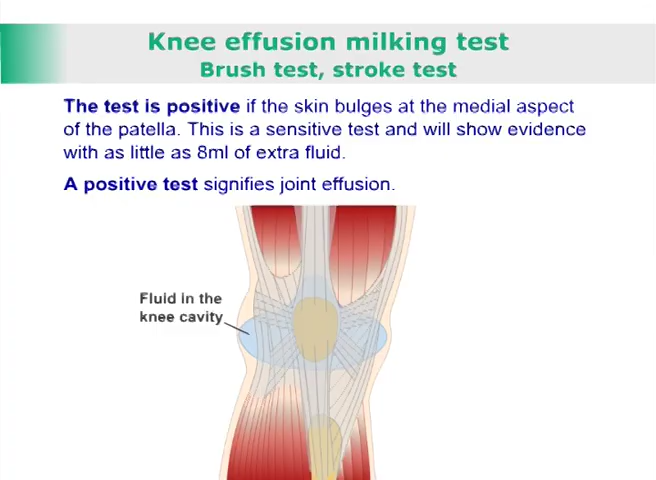 Knee effusion milking test
Brush test, stroke test
The test is positive if the skin bulges at the medial aspect
of the patella. This is a sensitive test and will show evidence
with as little as 8ml of extra fluid.
A positive test signifies joint effusion.
Fluid in the
knee cavity